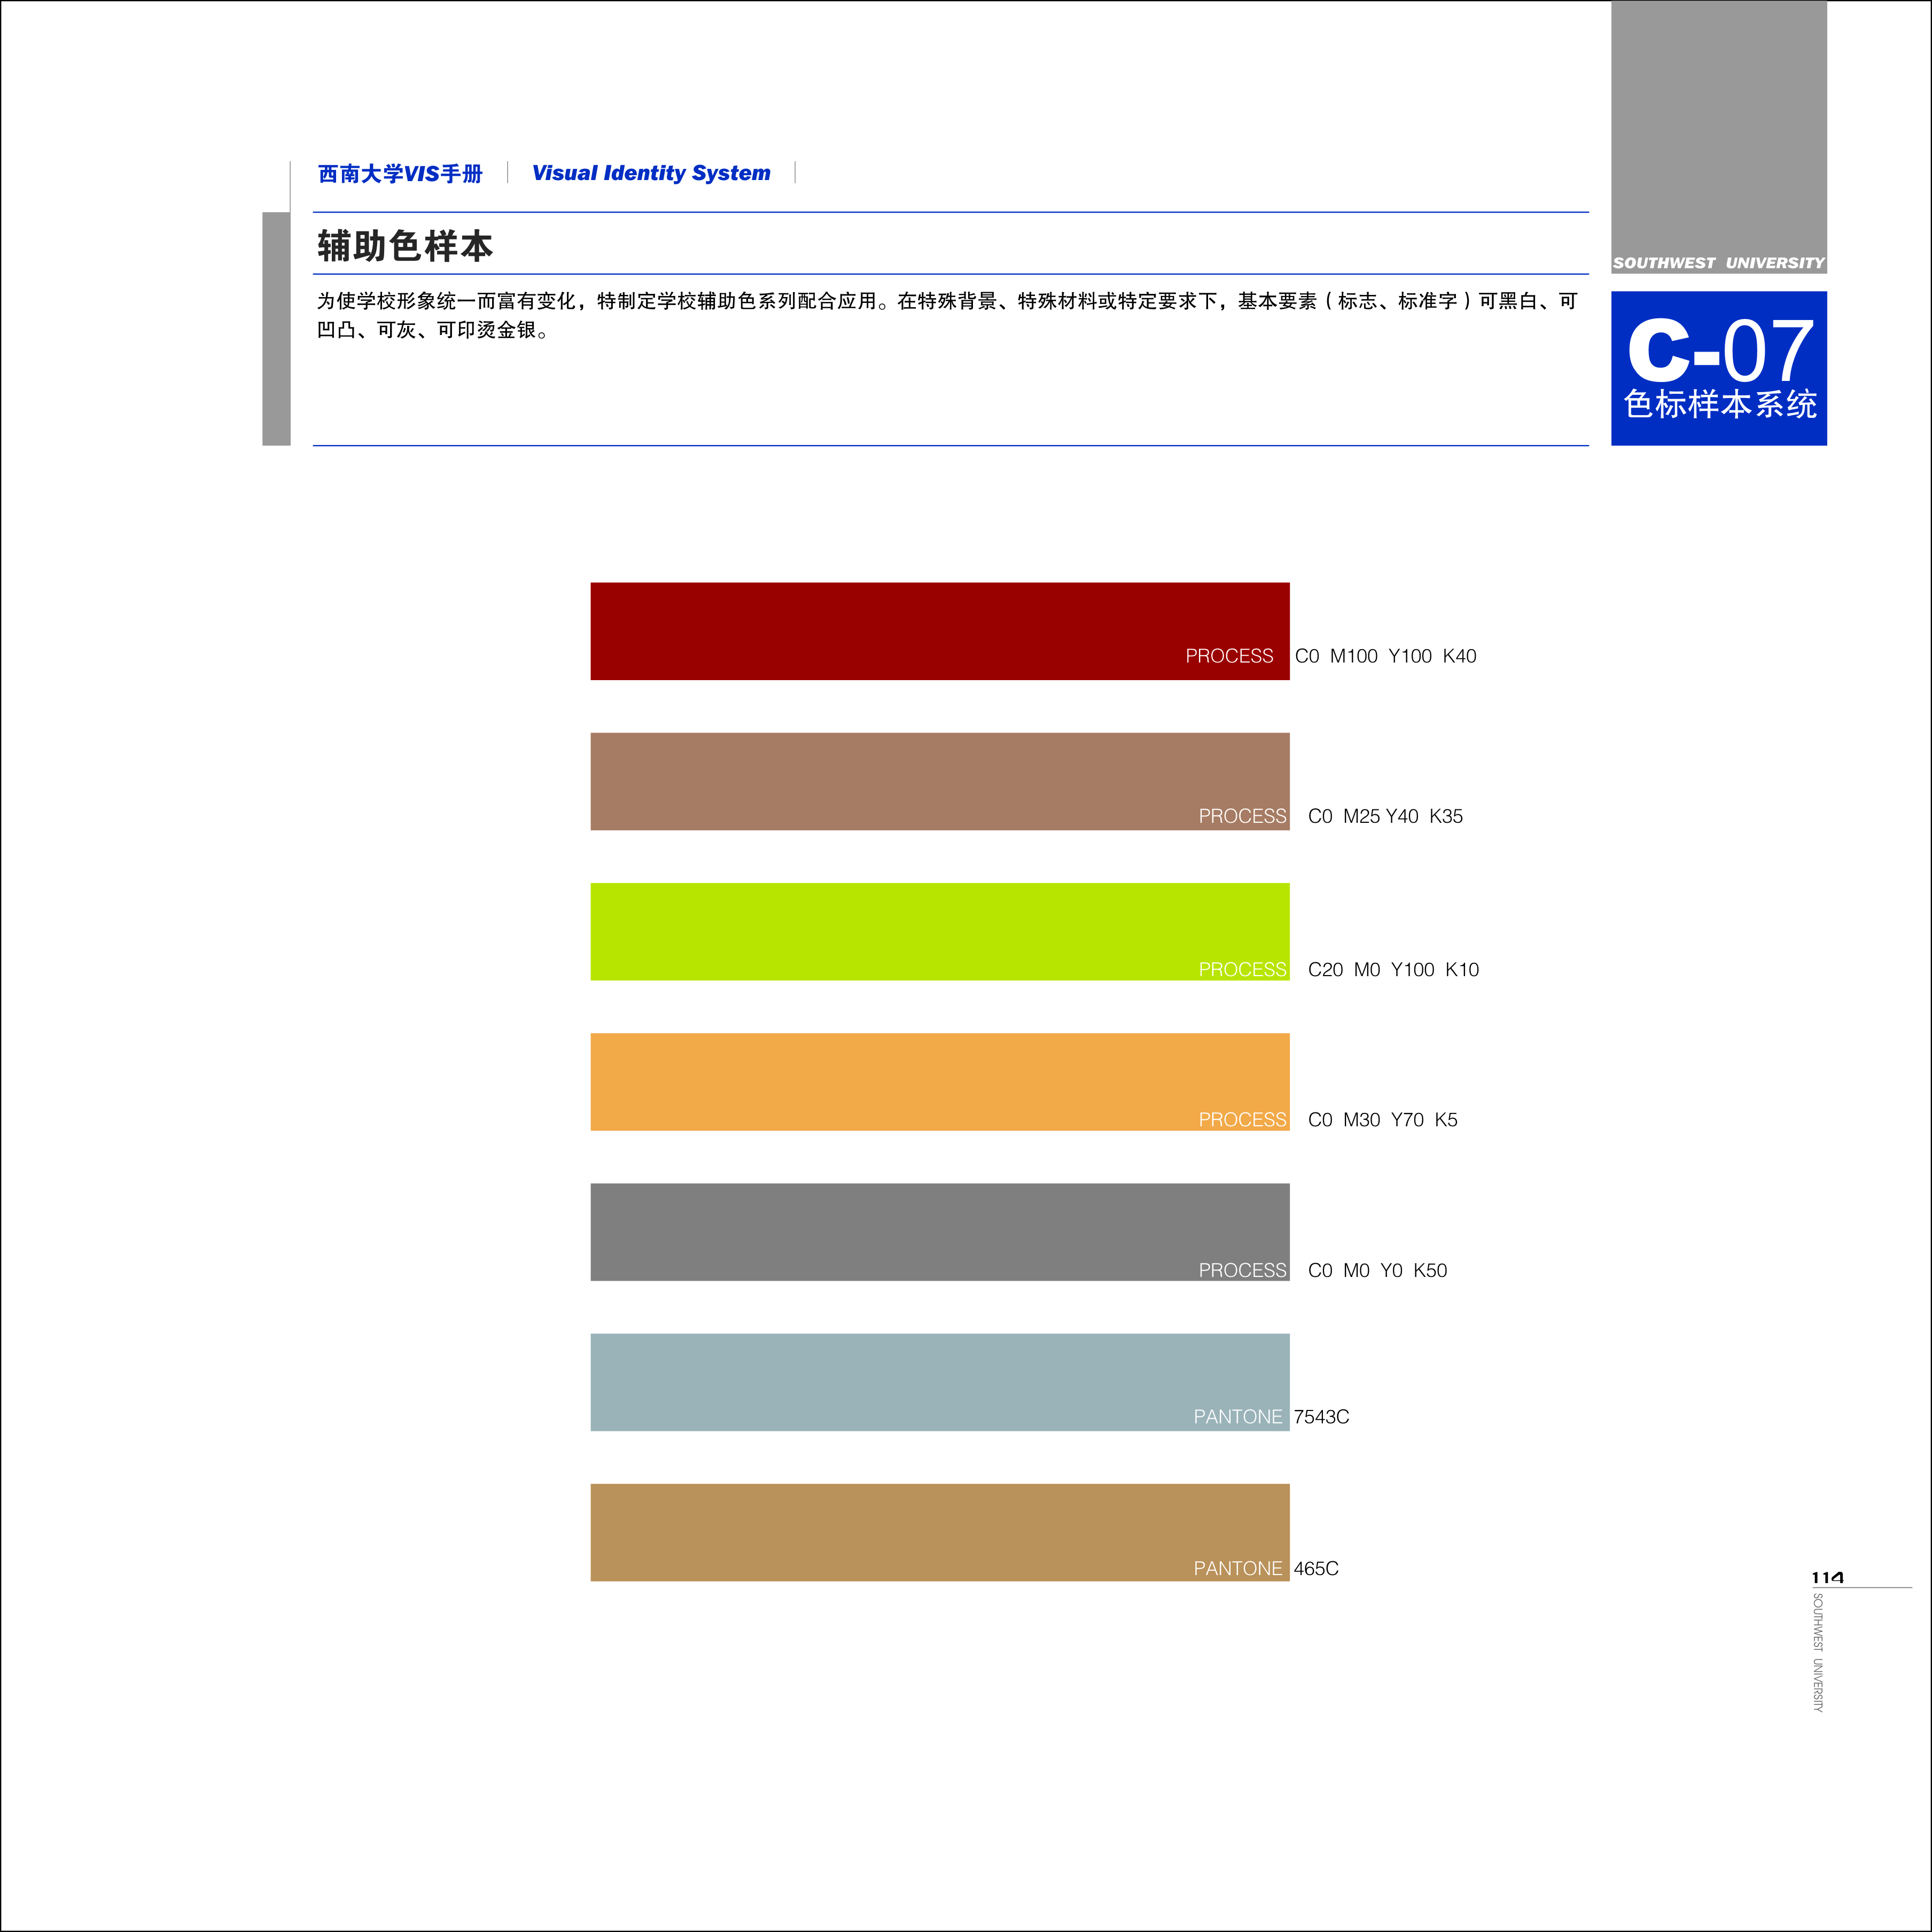 西南大学VIS手册 Visual Identity System
辅助色样本
为使学校形象统一而富有变化，特制定学校辅助色系列配合应用。在特殊背景、特殊材料或特定要求下，基本要素（标志、标准字）可黑白、可
凹凸、可灰、可印烫金银。
SOUTHWEST UNIVERSITY
C-07
色标样本系统
PROCESS C0 M100 Y100 K40
PROCESS C0 M25 Y40 K35
PROCESS C20 M0 Y100 K10
PROCESS C0 M30 Y70 K5
PROCESS C0 M0 Y0 K50
PANTONE 7543C
PANTONE 465C
114
SOUTHWEST UNIVERSITY